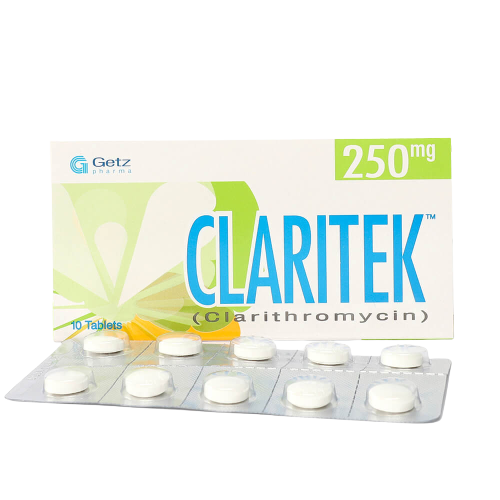 Getz
pharma
250mg
CLARITEK™
(Clarithromycin)
10 Tablets